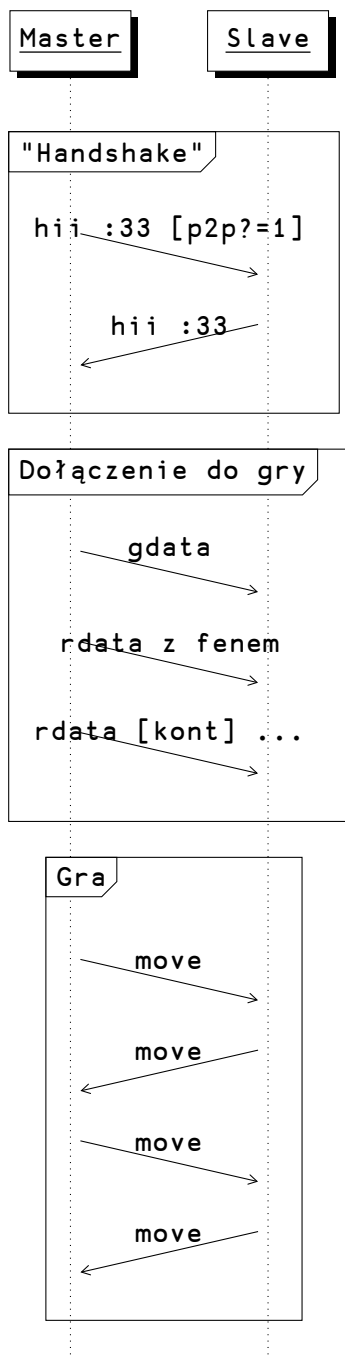 Master
Slave
"Handshake"
hii :33 [p2p?=1]
hii :33
Dołączenie do gry
gdata
rdata z fenem
rdata [kont] ...
Gra
move
move
move
move